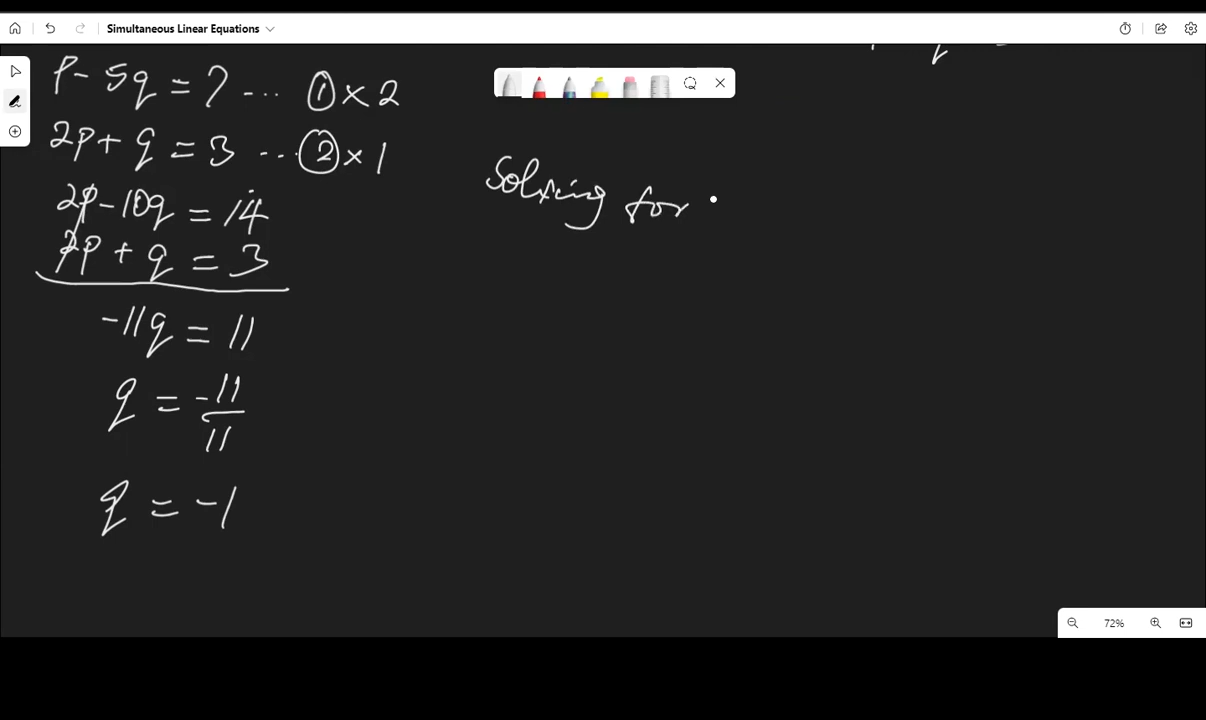 Simultaneous Linear Equations
p - 5q = 7 ... ① × 2
2p + q = 3 ... ② × 1
2p - 10q = 14
2p + q = 3
-11q = 11
q = -11/11
q = -1
Solving for
72%